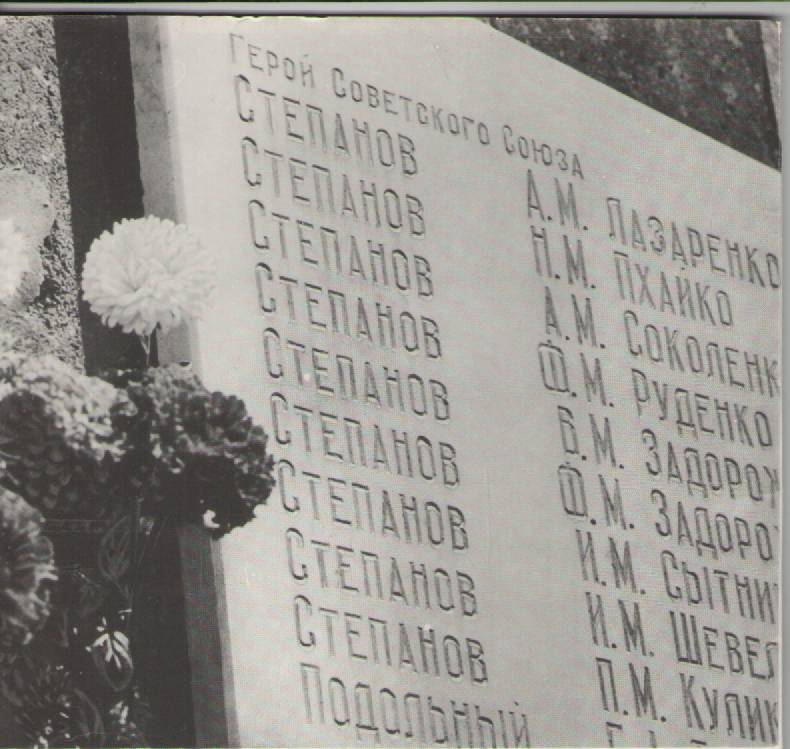 Герой Советского Союза
Степанов А.М. Лазаренко
Степанов Н.М. Пхайко
Степанов А.М. Соколенк
Степанов Ф.М. Руденко
Степанов В.М. Задорож
Степанов Ф.М. Задоро
Степанов И.М. Сытни
Степанов И.М. Шевел
Степанов П.М. Кулик
Подольный